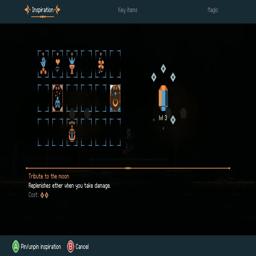 Inspiration
Key items
Magic
M 3
Tribute to the moon
Replenishes ether when you take damage.
Cost:
Pin/unpin inspiration
Cancel